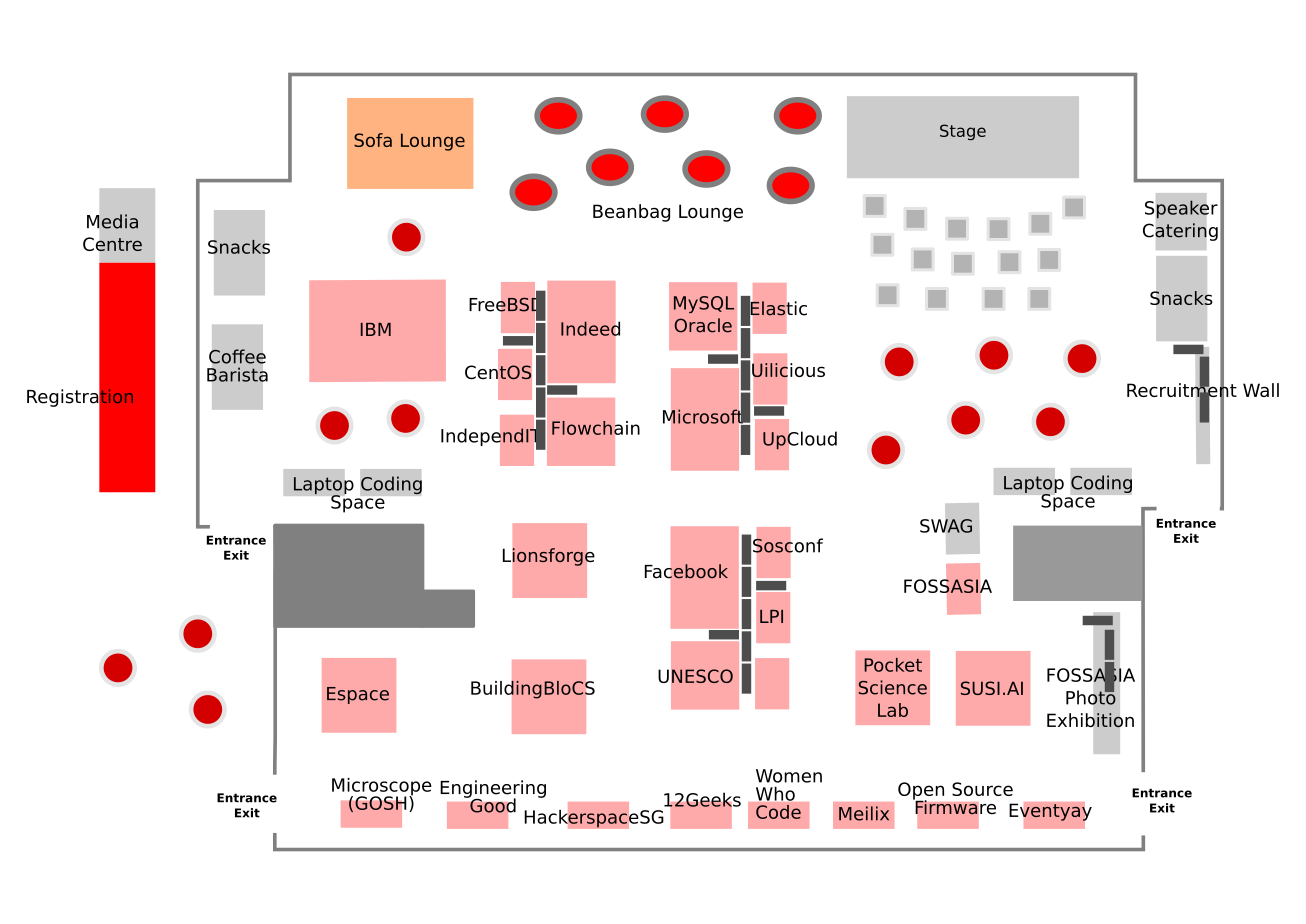 Sofa Lounge
Stage
Beanbag Lounge
Media
Centre
Snacks
Speaker
Catering
FreeBSD
IBM
Indeed
MySQL
Oracle
Elastic
Snacks
Coffee
Barista
CentOS
Uilicious
Registration
Recruitment Wall
IndependIT
Flowchain
Microsoft
UpCloud
Laptop Coding
Space
Laptop Coding
Space
Entrance
Exit
Lionsforge
Facebook
Sosconf
SWAG
Entrance
Exit
FOSSASIA
LPI
Espace
BuildingBloCS
UNESCO
Pocket
Science
Lab
SUSI.AI
FOSSASIA
Photo
Exhibition
Entrance
Exit
Microscope
(GOSH)
Engineering
Good
HackerspaceSG
12Geeks
Women
Who
Code
Meilix
Open Source
Firmware
Eventyay
Entrance
Exit